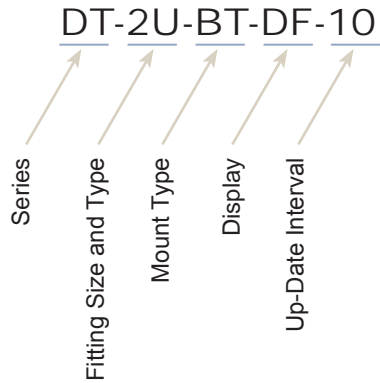 DT-2U-BT-DF-10
Series
Fitting Size and Type
Mount Type
Display
Up-Date Interval